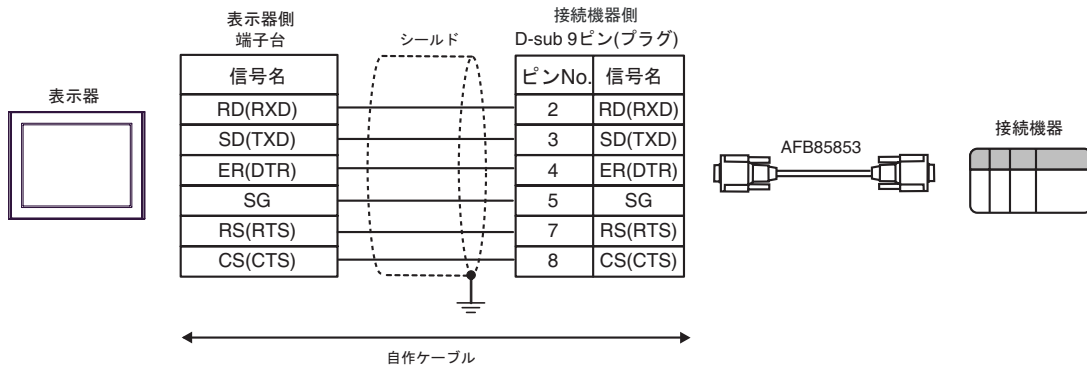 表示器
表示器側
端子台
シールド
接続機器側
D-sub 9ピン(プラグ)
信号名
ピンNo. 信号名
RD(RXD) 2 RD(RXD)
SD(TXD) 3 SD(TXD)
ER(DTR) 4 ER(DTR)
SG 5 SG
RS(RTS) 7 RS(RTS)
CS(CTS) 8 CS(CTS)
自作ケーブル
AFB85853
接続機器